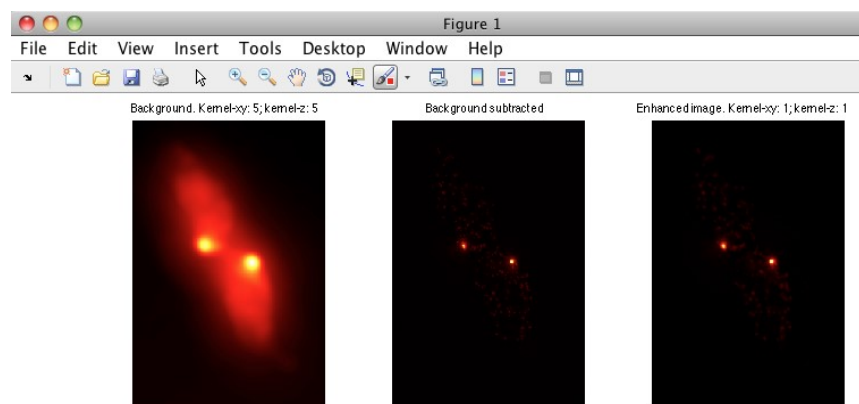 Figure 1
File Edit View Insert Tools Desktop Window Help
Background. Kernel-xy: 5; kernel-z: 5
Background subtracted
Enhanced image. Kernel-xy: 1; kernel-z: 1